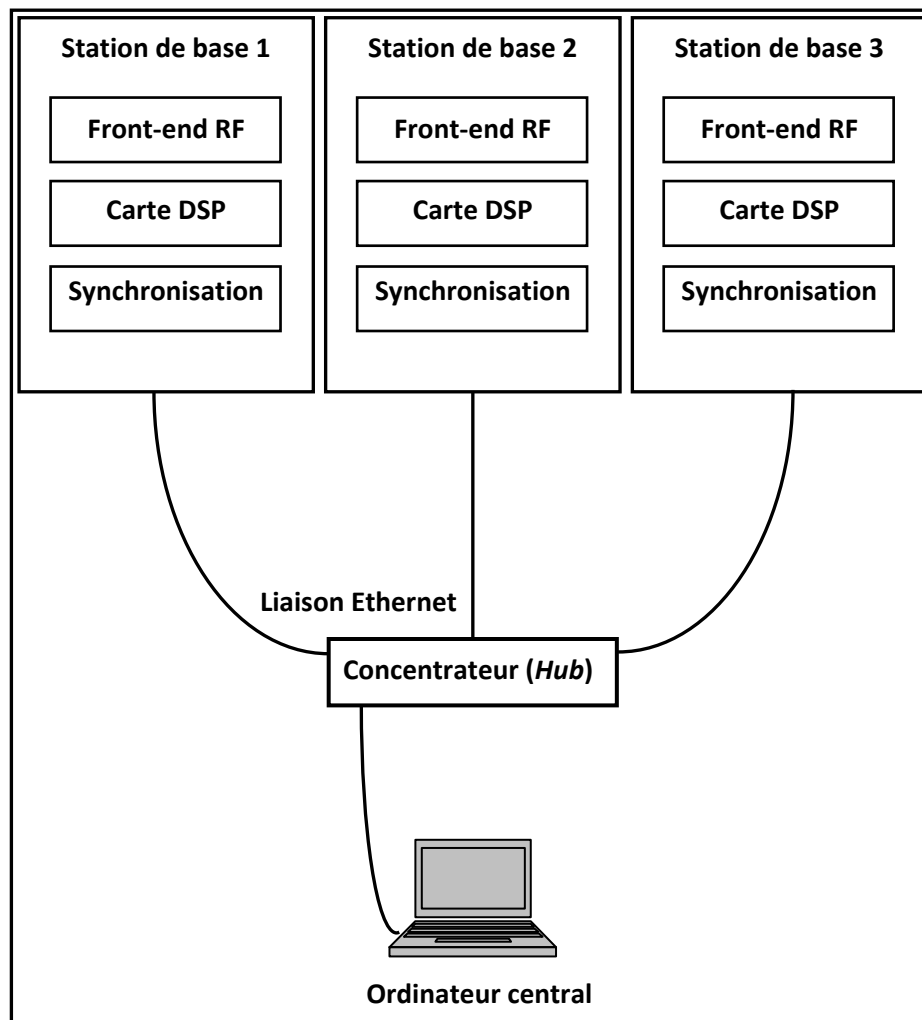 Station de base 1
Front-end RF
Carte DSP
Synchronisation
Station de base 2
Front-end RF
Carte DSP
Synchronisation
Station de base 3
Front-end RF
Carte DSP
Synchronisation
Liaison Ethernet
Concentrateur (Hub)
Ordinateur central